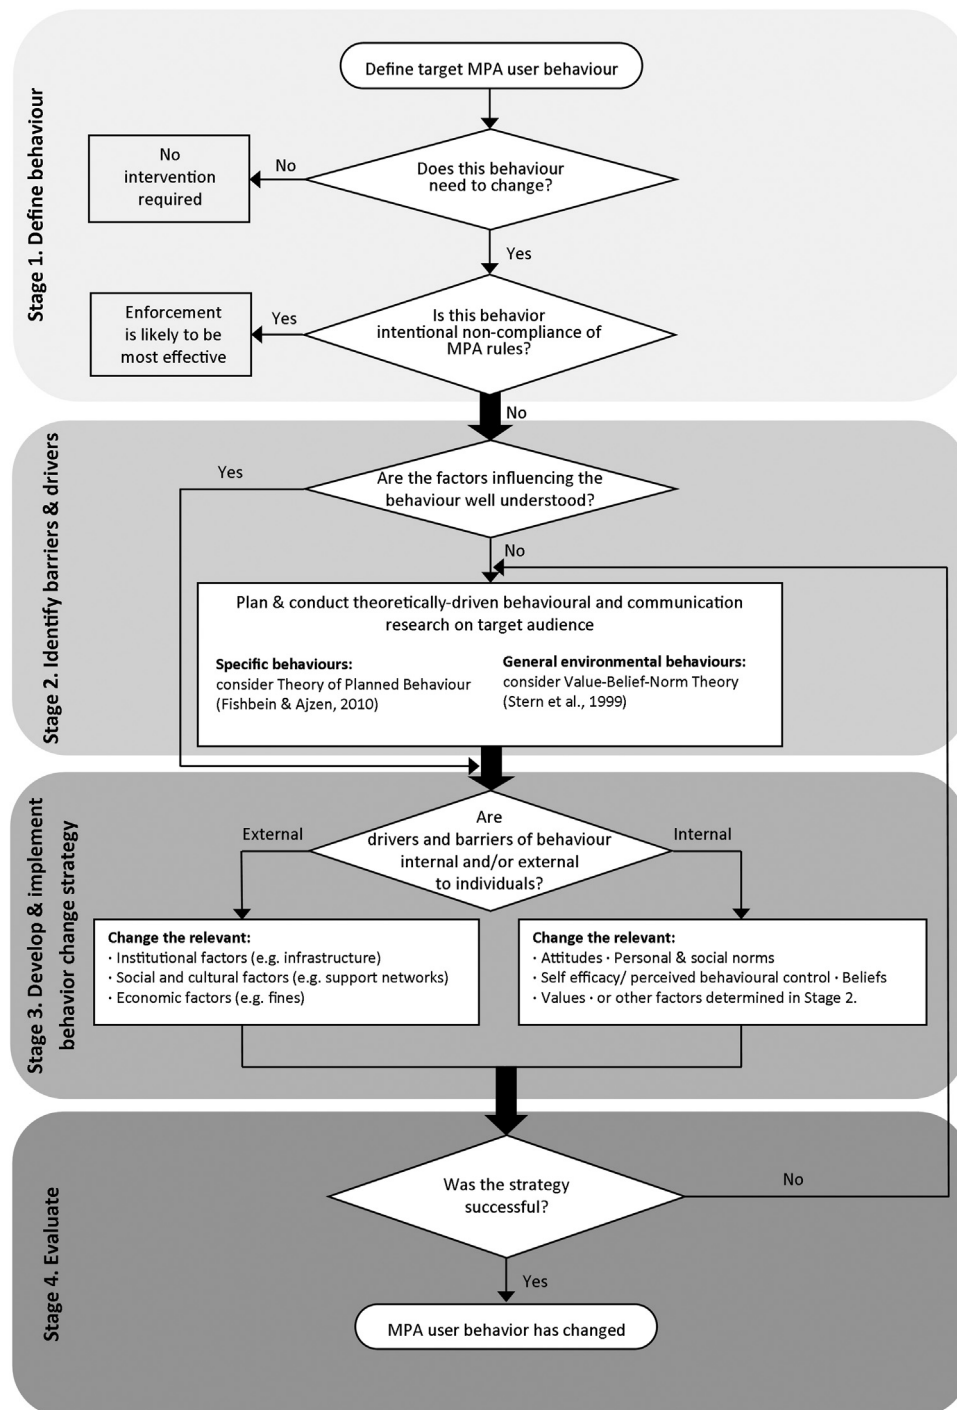 Stage 1. Define behaviour
Define target MPA user behaviour
Does this behaviour
need to change?
No
No
intervention
required
Yes
Is this behavior
intentional non-compliance of
MPA rules?
Yes
Enforcement
is likely to be
most effective
No
Stage 2. Identify barriers & drivers
Are the factors influencing the
behaviour well understood?
Yes
No
Plan & conduct theoretically-driven behavioural and communication
research on target audience
Specific behaviours:
consider Theory of Planned Behaviour
(Fishbein & Ajzen, 2010)
General environmental behaviours:
consider Value-Belief-Norm Theory
(Stern et al., 1999)
Stage 3. Develop & implement
behavior change strategy
Are
drivers and barriers of behaviour
internal and/or external
to individuals?
External
Internal
Change the relevant:
· Institutional factors (e.g. infrastructure)
· Social and cultural factors (e.g. support networks)
· Economic factors (e.g. fines)
Change the relevant:
· Attitudes · Personal & social norms
· Self efficacy/ perceived behavioural control · Beliefs
· Values · or other factors determined in Stage 2.
Stage 4. Evaluate
Was the strategy
successful?
No
Yes
MPA user behavior has changed